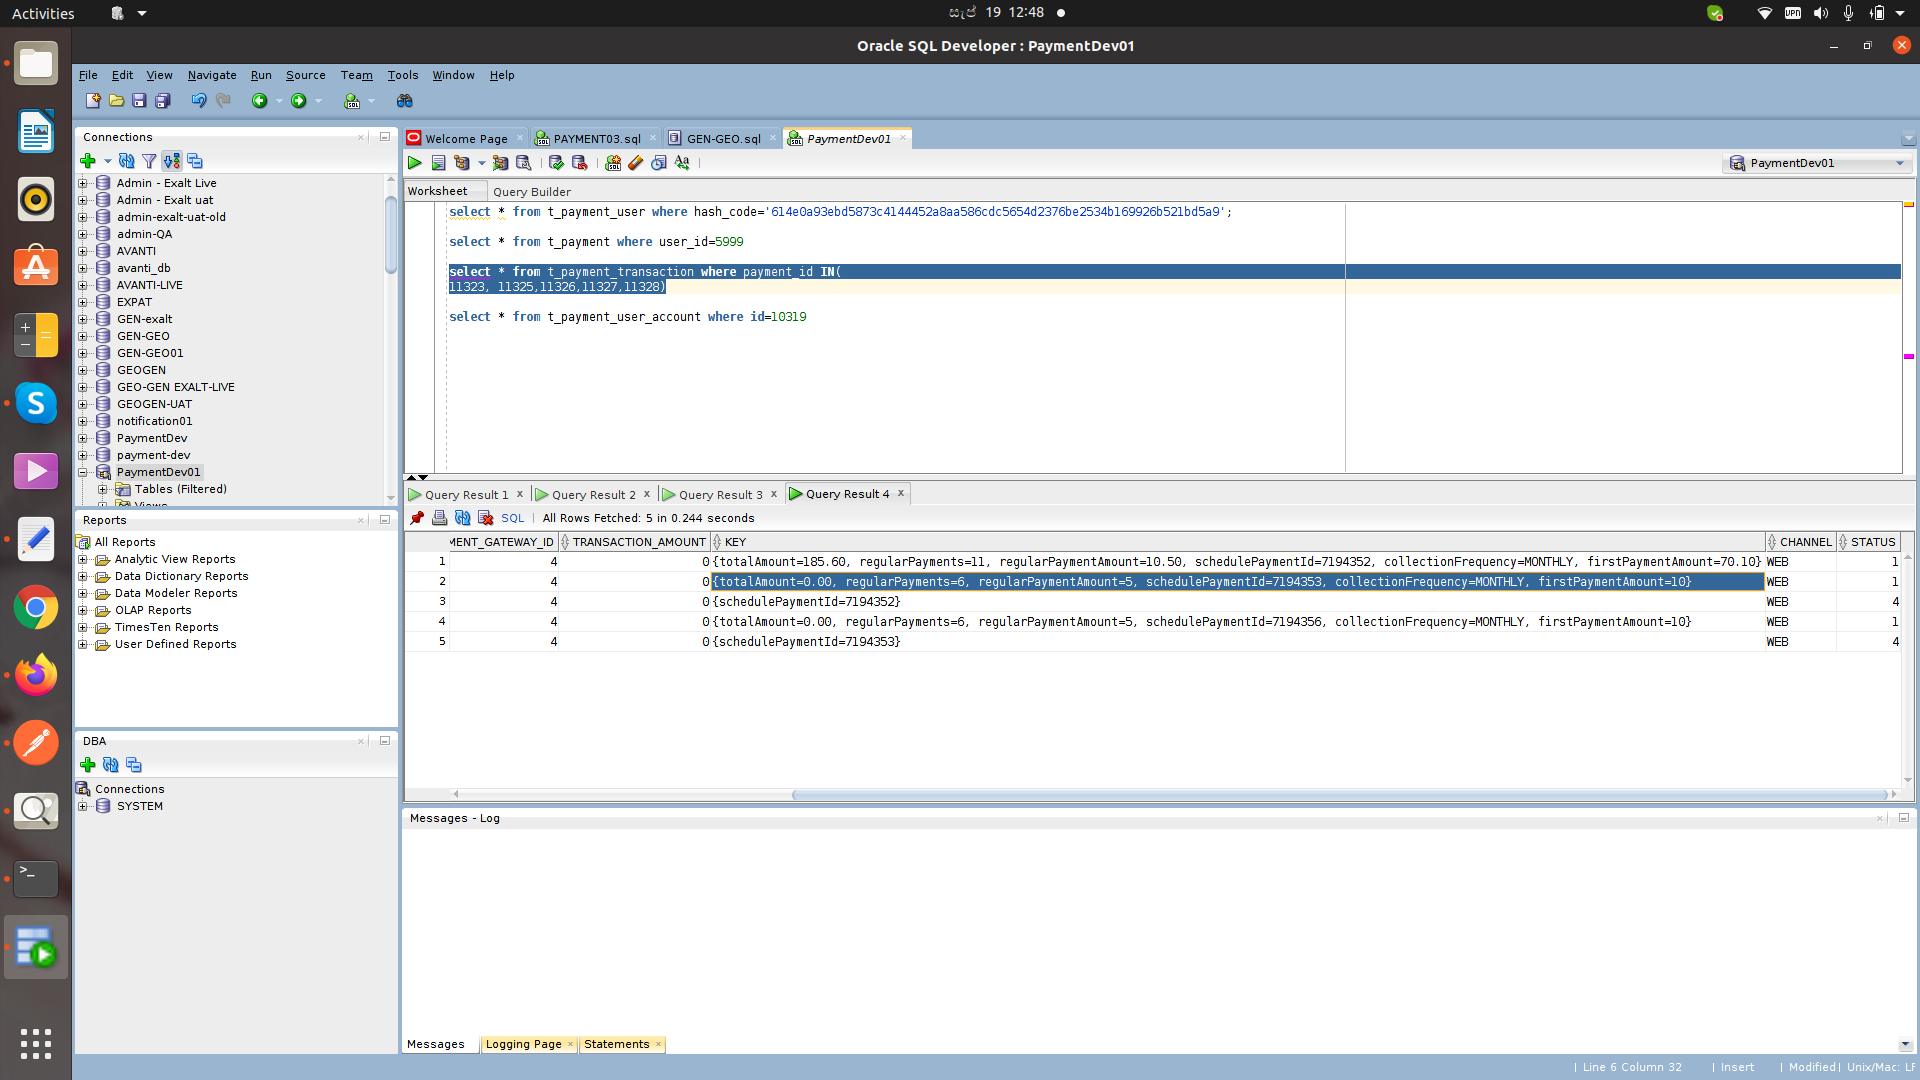 Activities
සැප් 19 12:48
VPN
Oracle SQL Developer : PaymentDev01
File Edit View Navigate Run Source Team Tools Window Help
Connections
Admin - Exalt Live
Admin - Exalt uat
admin-exalt-uat-old
admin-QA
AVANTI
avanti_db
AVANTI-LIVE
EXPAT
GEN-exalt
GEN-GEO
GEN-GEO01
GEOGEN
GEO-GEN EXALT-LIVE
GEOGEN-UAT
notification01
PaymentDev
payment-dev
PaymentDev01
Tables (Filtered)
Views
Reports
All Reports
Analytic View Reports
Data Dictionary Reports
Data Modeler Reports
OLAP Reports
TimesTen Reports
User Defined Reports
DBA
Connections
SYSTEM
Welcome Page PAYMENT03.sql GEN-GEO.sql PaymentDev01
PaymentDev01
Worksheet Query Builder
select * from t_payment_user where hash_code='614e0a93ebd5873c4144452a8aa586cdc5654d2376be2534b169926b521bd5a9';
select * from t_payment where user_id=5999
select * from t_payment_transaction where payment_id IN(
11323, 11325,11326,11327,11328)
select * from t_payment_user_account where id=10319
Query Result 1 Query Result 2 Query Result 3 Query Result 4
SQL All Rows Fetched: 5 in 0.244 seconds
MENT_GATEWAY_ID TRANSACTION_AMOUNT KEY CHANNEL STATUS
1 4 0 {totalAmount=185.60, regularPayments=11, regularPaymentAmount=10.50, schedulePaymentId=7194352, collectionFrequency=MONTHLY, firstPaymentAmount=70.10} WEB 1
2 4 0 {totalAmount=0.00, regularPayments=6, regularPaymentAmount=5, schedulePaymentId=7194353, collectionFrequency=MONTHLY, firstPaymentAmount=10} WEB 1
3 4 0 {schedulePaymentId=7194352} WEB 4
4 4 0 {totalAmount=0.00, regularPayments=6, regularPaymentAmount=5, schedulePaymentId=7194356, collectionFrequency=MONTHLY, firstPaymentAmount=10} WEB 1
5 4 0 {schedulePaymentId=7194353} WEB 4
Messages - Log
Messages Logging Page Statements
Line 6 Column 32 Insert Modified Unix/Mac: LF